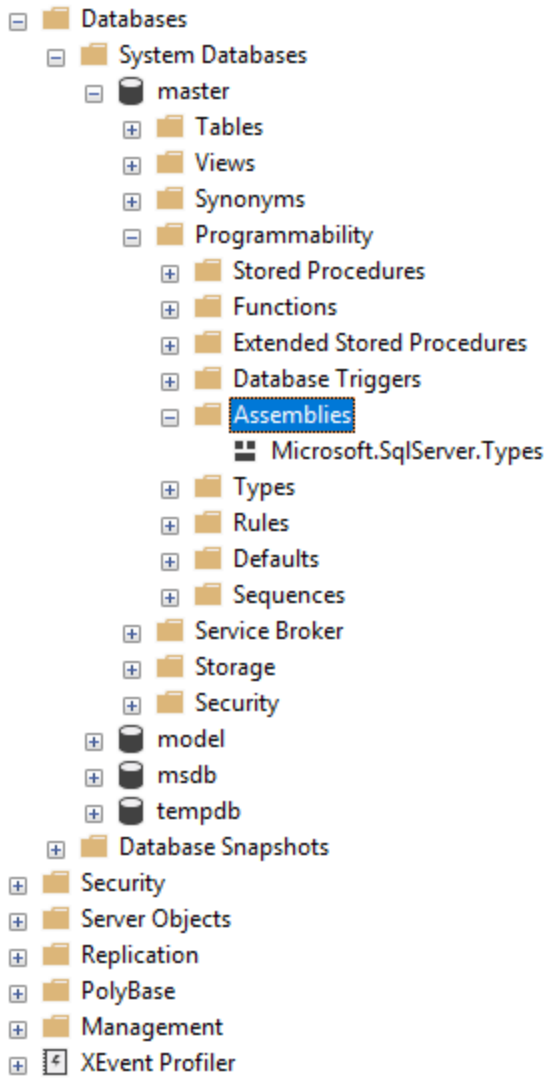 Databases
System Databases
master
Tables
Views
Synonyms
Programmability
Stored Procedures
Functions
Extended Stored Procedures
Database Triggers
Assemblies
Microsoft.SqlServer.Types
Types
Rules
Defaults
Sequences
Service Broker
Storage
Security
model
msdb
tempdb
Database Snapshots
Security
Server Objects
Replication
PolyBase
Management
XEvent Profiler